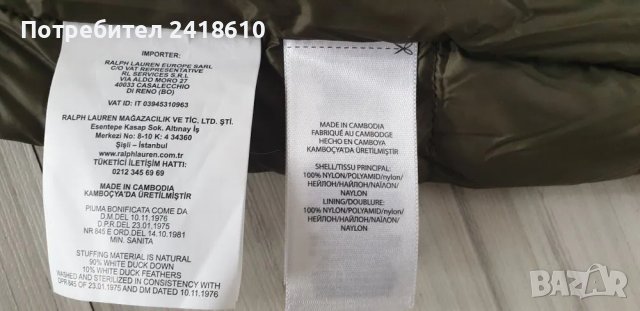 Потребител 2418610
IMPORTER:
RALPH LAUREN EUROPE SARL
C/O VAT REPRESENTATIVE
RL SERVICES S.R.L
VIA ALDO MORO 27
40033 CASALECCHIO
DI RENO (BO)
VAT ID: IT 03945310963
RALPH LAUREN MAĞAZACILIK VE TİC. LTD. ŞTİ.
Esentepe Kasap Sok. Altınay İş
Merkezi No: 8-10 K: 4 34360
Şişli - İstanbul
www.ralphlauren.com
TÜKETİCİ İLETİŞİM HATTI:
0212 345 69 69
MADE IN CAMBODIA
KAMBOÇYA'DA ÜRETİLMİŞTİR
PIUMA BONIFICATA COME DA
D.M.DEL 10.11.1976
D.P.R.DEL 23.01.1975
NR 845 E ORD.DEL 14.10.1981
MIN. SANITA
STUFFING MATERIAL IS NATURAL
90% WHITE DUCK DOWN
10% WHITE DUCK FEATHERS
WASHED AND STERILIZED IN CONSISTENCY WITH
DPR 845 OF 23.01.1975 AND DM DATED 10.11.1976
MADE IN CAMBODIA
FABRIQUÉ AU CAMBODGE
HECHO EN CAMBOYA
KAMBOÇYA'DA ÜRETİLMİŞTİR
SHELL/TISSU PRINCIPAL:
100% NYLON/POLYAMID/nylon/
НЕЙЛОН/НАЙЛОН/НАЇЛОН/
NAYLON
LINING/DOUBLURE:
100% NYLON/POLYAMID/nylon/
НЕЙЛОН/НАЙЛОН/НАЇЛОН/
NAYLON
BAZAR